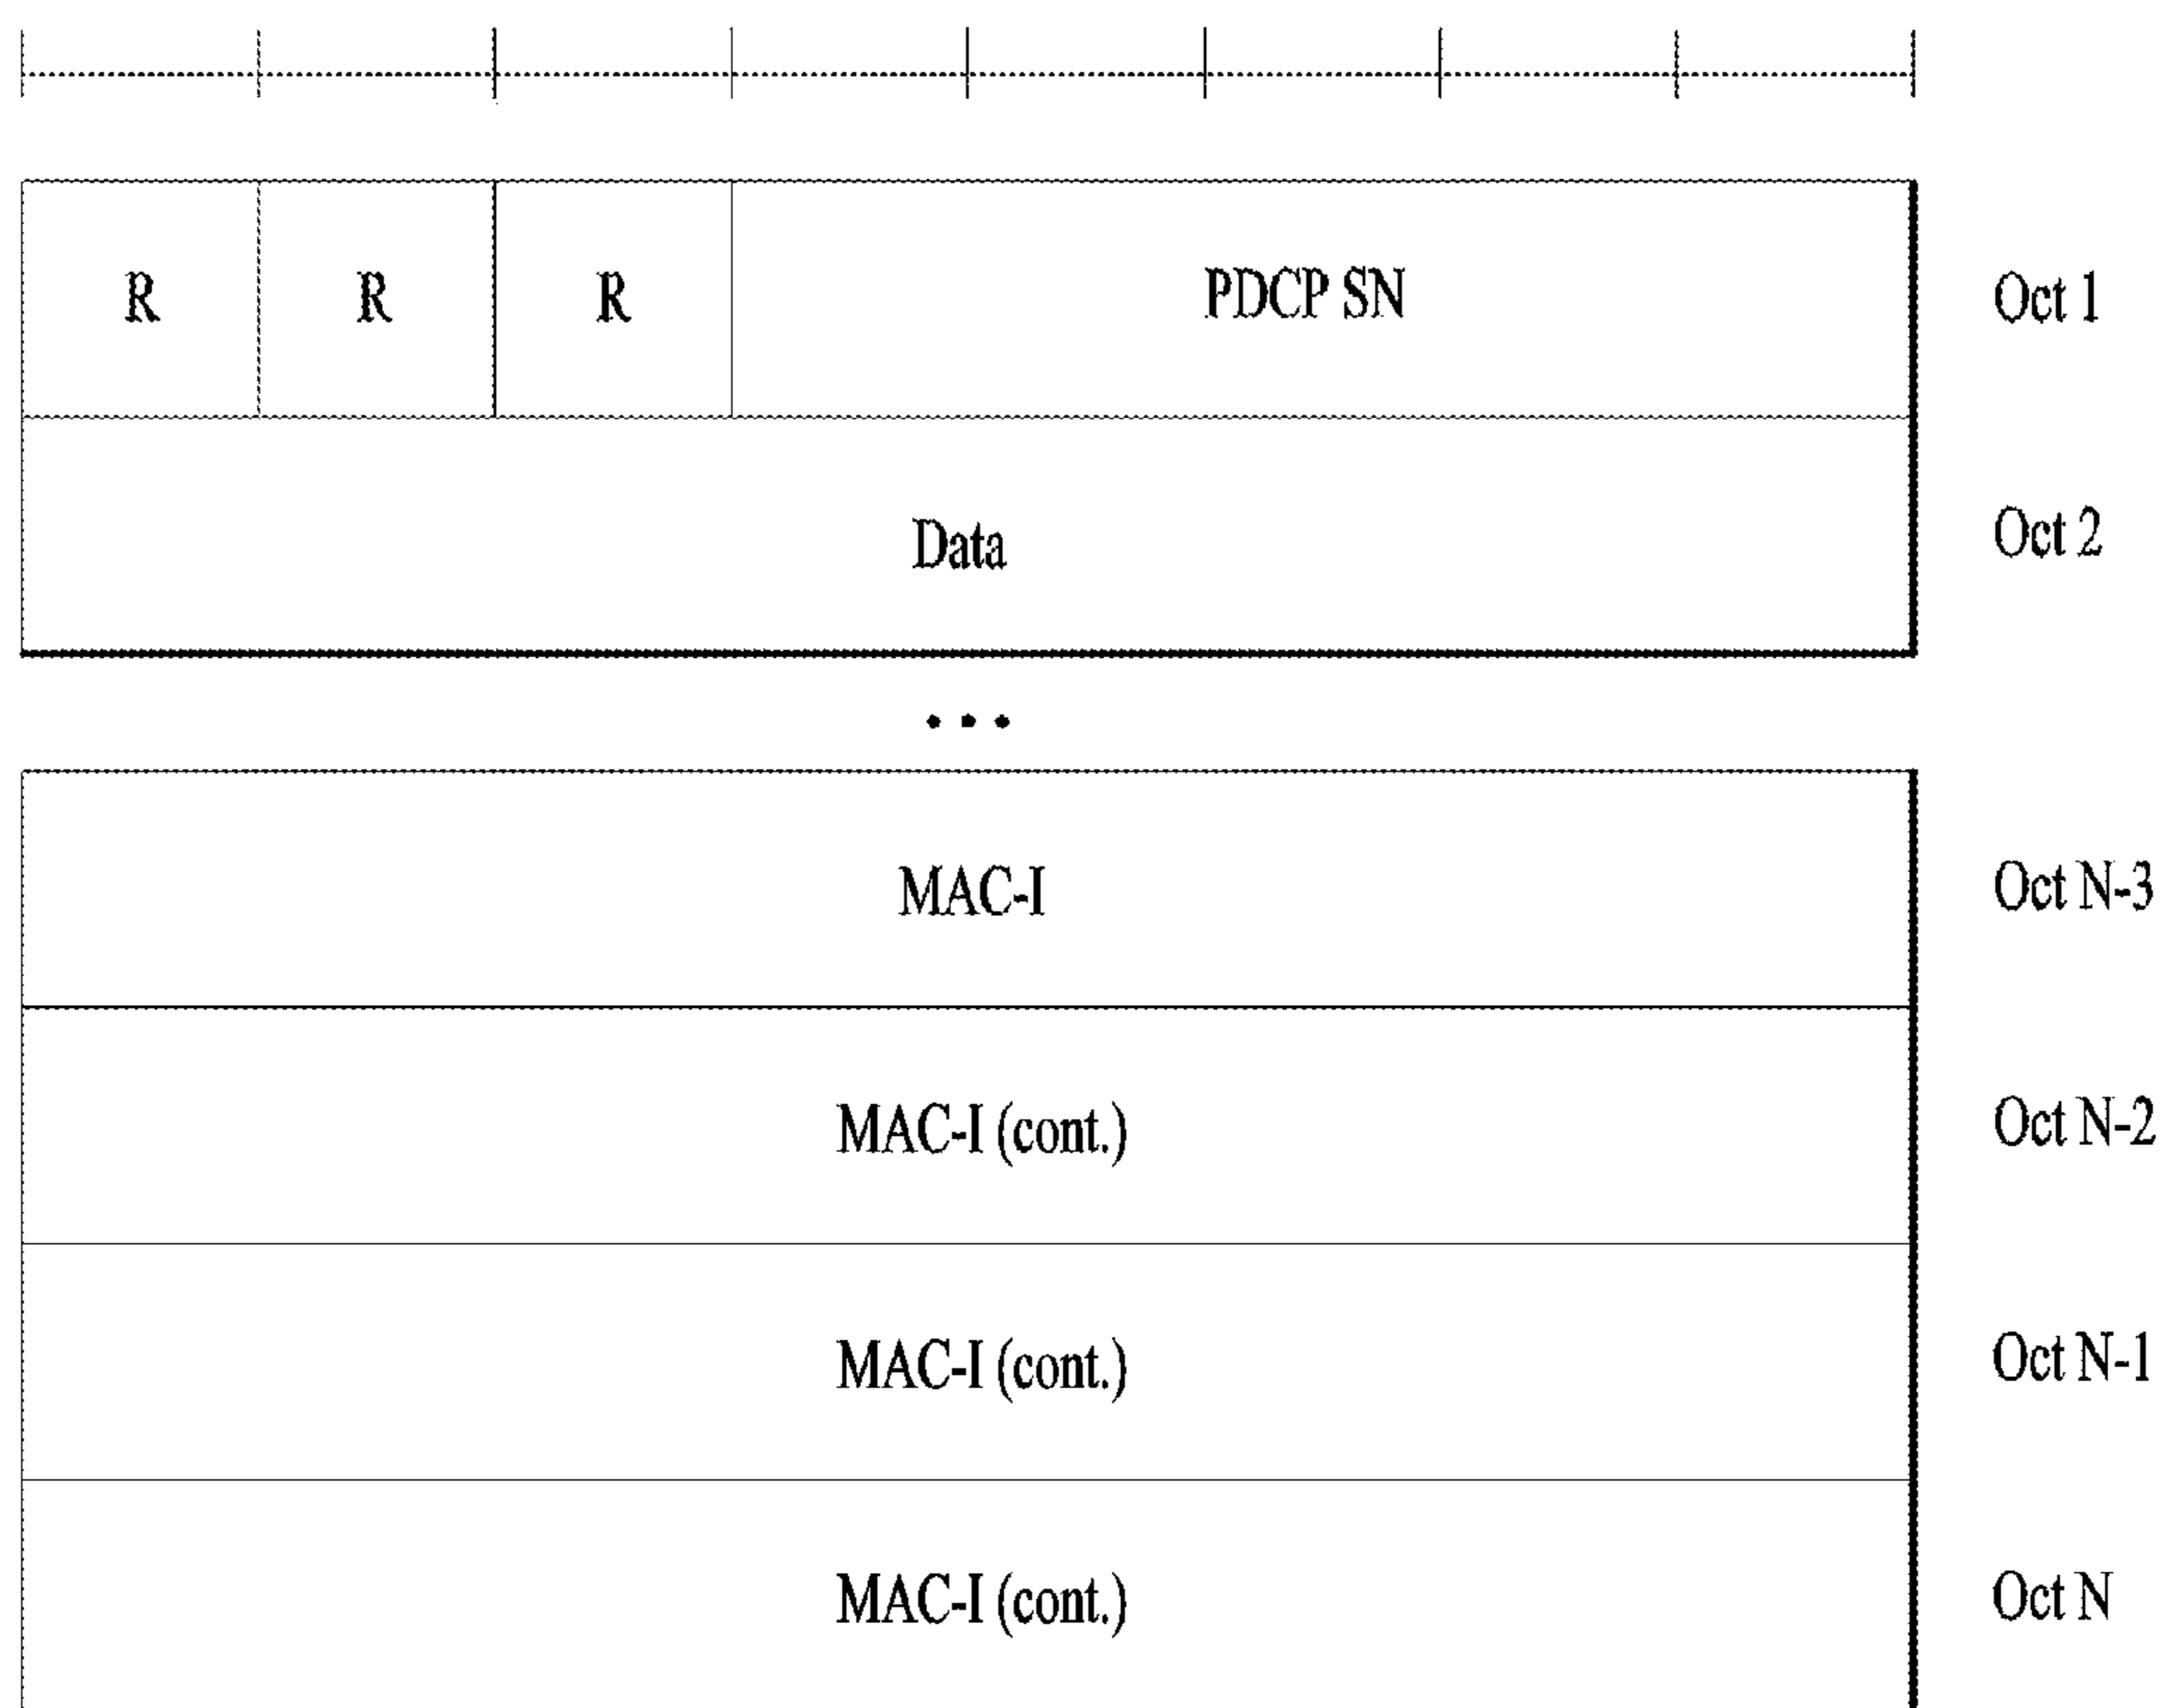 R R R PDCP SN Oct 1
Data Oct 2
...
MAC-I Oct N-3
MAC-I (cont.) Oct N-2
MAC-I (cont.) Oct N-1
MAC-I (cont.) Oct N